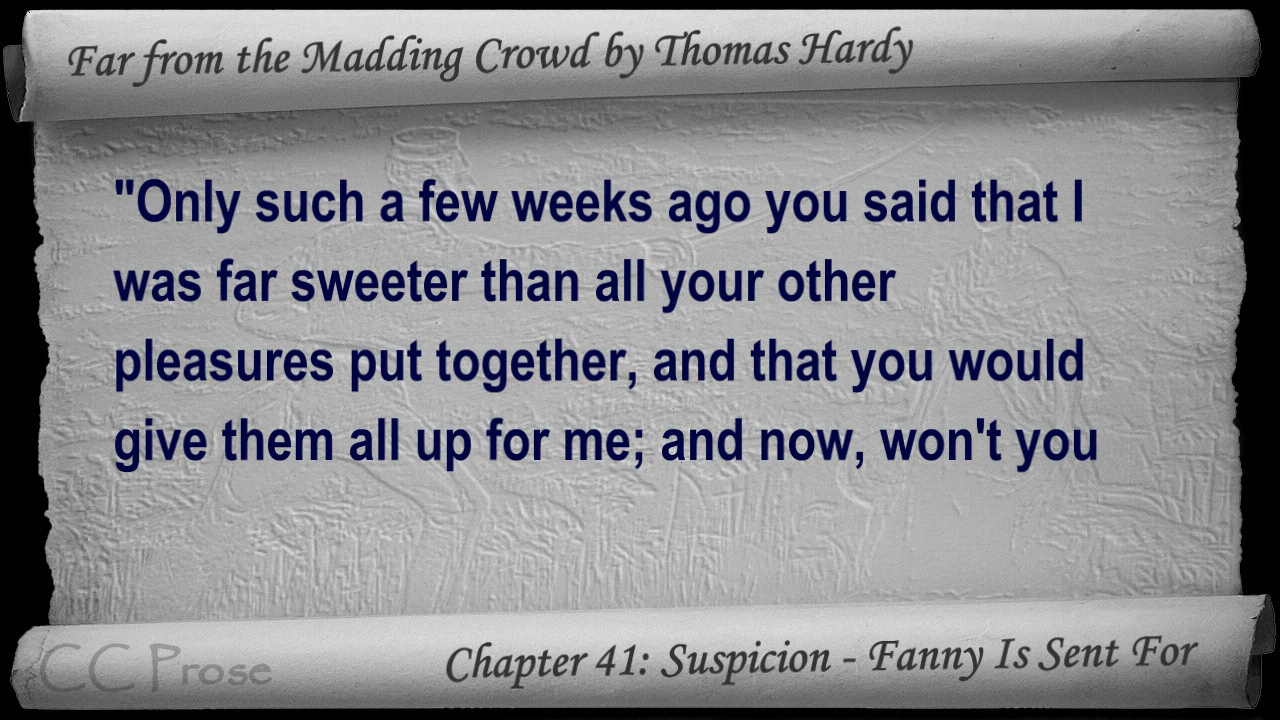 Far from the Madding Crowd by Thomas Hardy
"Only such a few weeks ago you said that I
was far sweeter than all your other
pleasures put together, and that you would
give them all up for me; and now, won't you
CC Prose
Chapter 41: Suspicion - Fanny Is Sent For